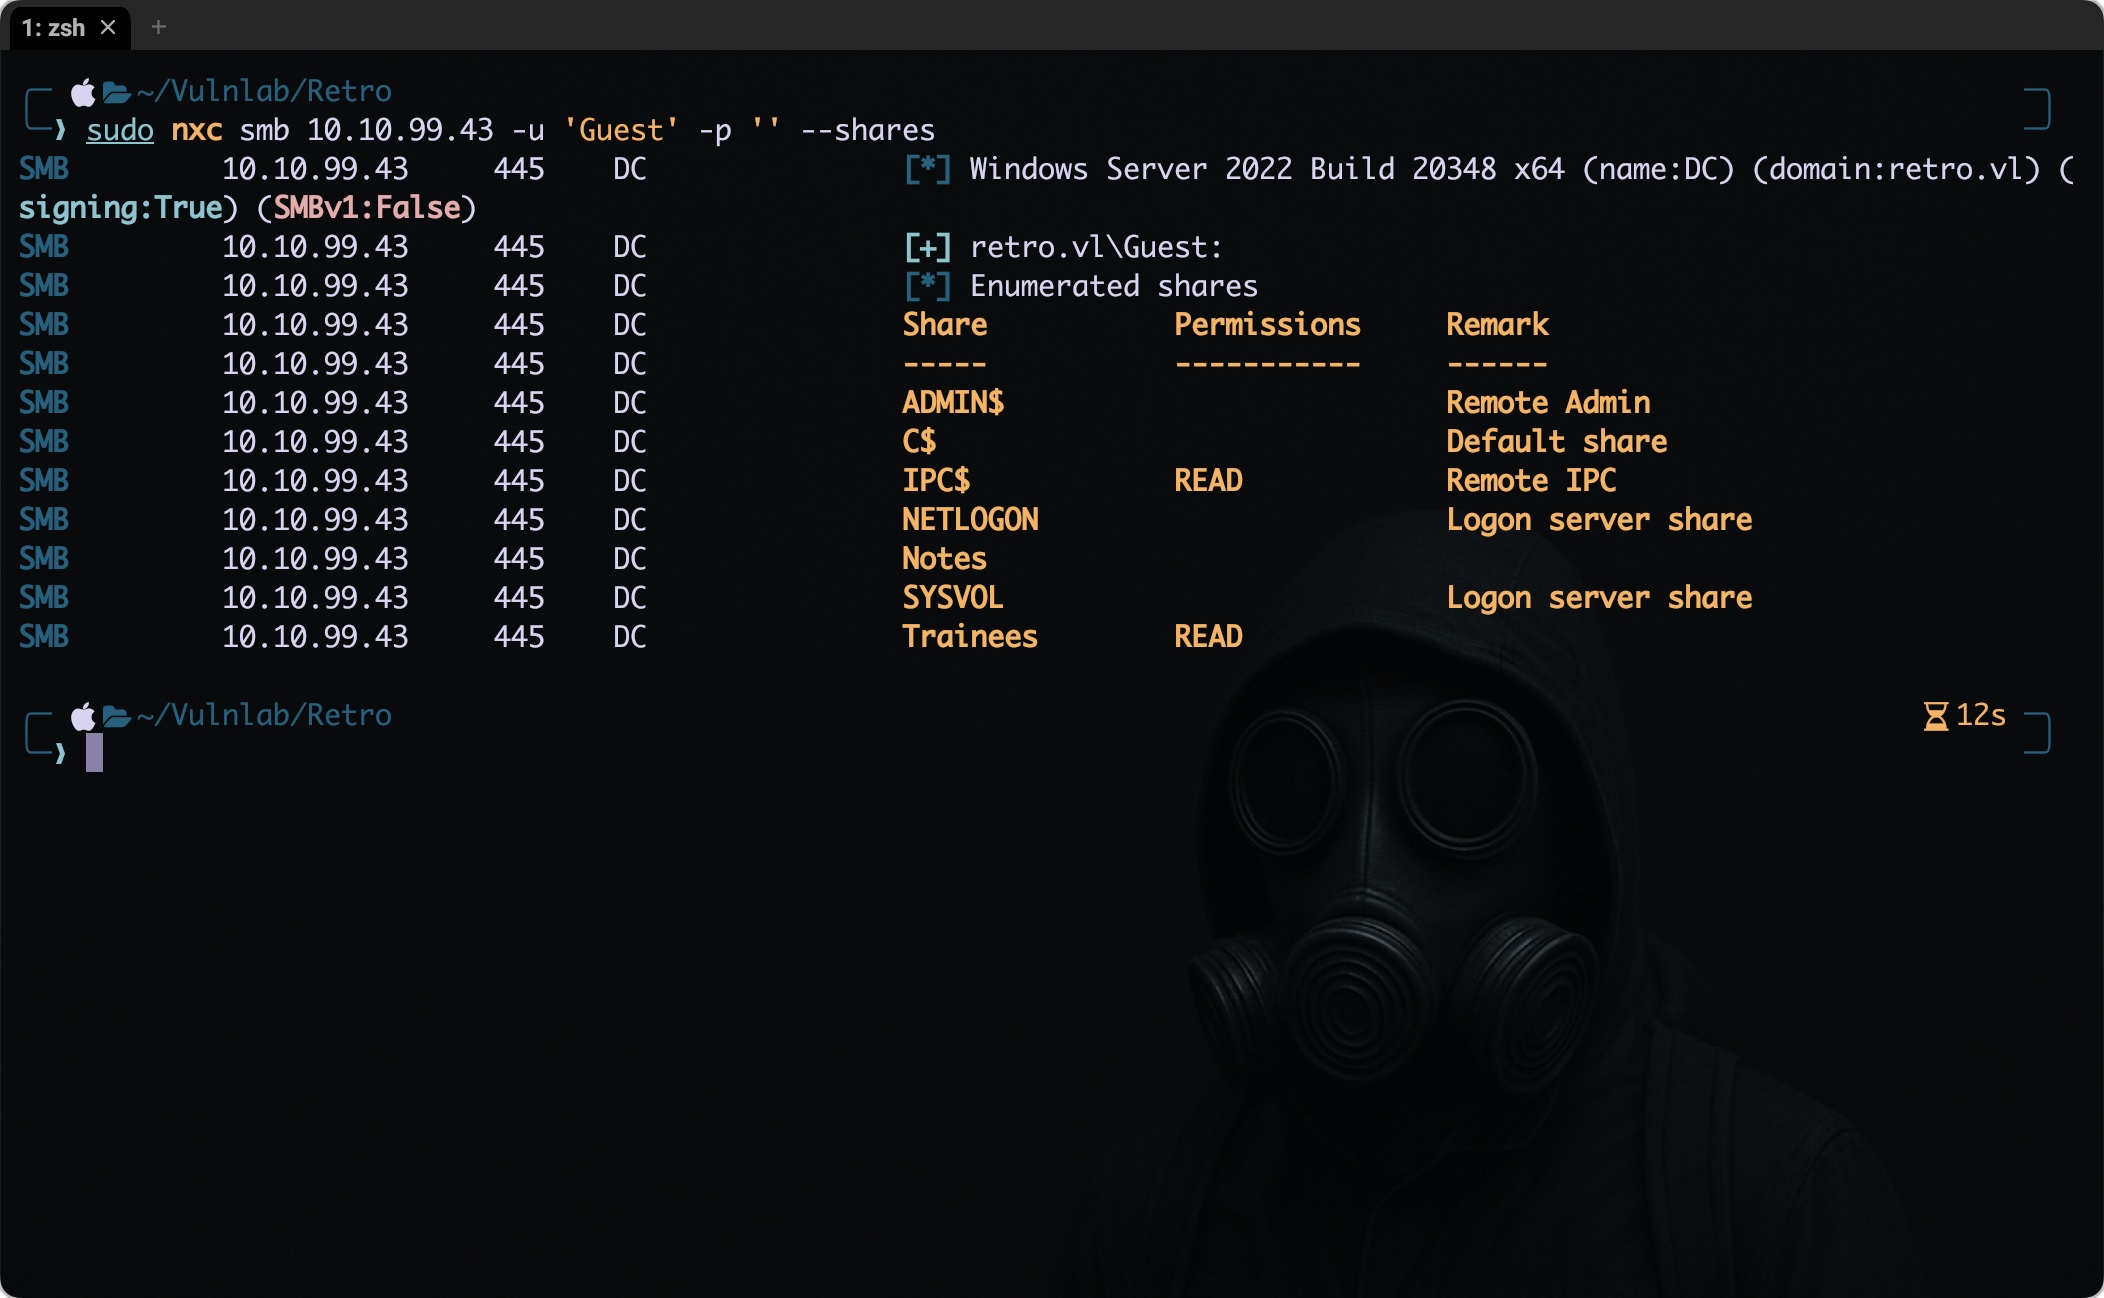 1: zsh × +
~/Vulnlab/Retro
❯ sudo nxc smb 10.10.99.43 -u 'Guest' -p '' --shares
SMB         10.10.99.43     445    DC               [*] Windows Server 2022 Build 20348 x64 (name:DC) (domain:retro.vl) (
signing:True) (SMBv1:False)
SMB         10.10.99.43     445    DC               [+] retro.vl\Guest:
SMB         10.10.99.43     445    DC               [*] Enumerated shares
SMB         10.10.99.43     445    DC               Share           Permissions     Remark
SMB         10.10.99.43     445    DC               -----           -----------     ------
SMB         10.10.99.43     445    DC               ADMIN$                          Remote Admin
SMB         10.10.99.43     445    DC               C$                              Default share
SMB         10.10.99.43     445    DC               IPC$            READ            Remote IPC
SMB         10.10.99.43     445    DC               NETLOGON                        Logon server share
SMB         10.10.99.43     445    DC               Notes
SMB         10.10.99.43     445    DC               SYSVOL                          Logon server share
SMB         10.10.99.43     445    DC               Trainees        READ
~/Vulnlab/Retro 12s
❯